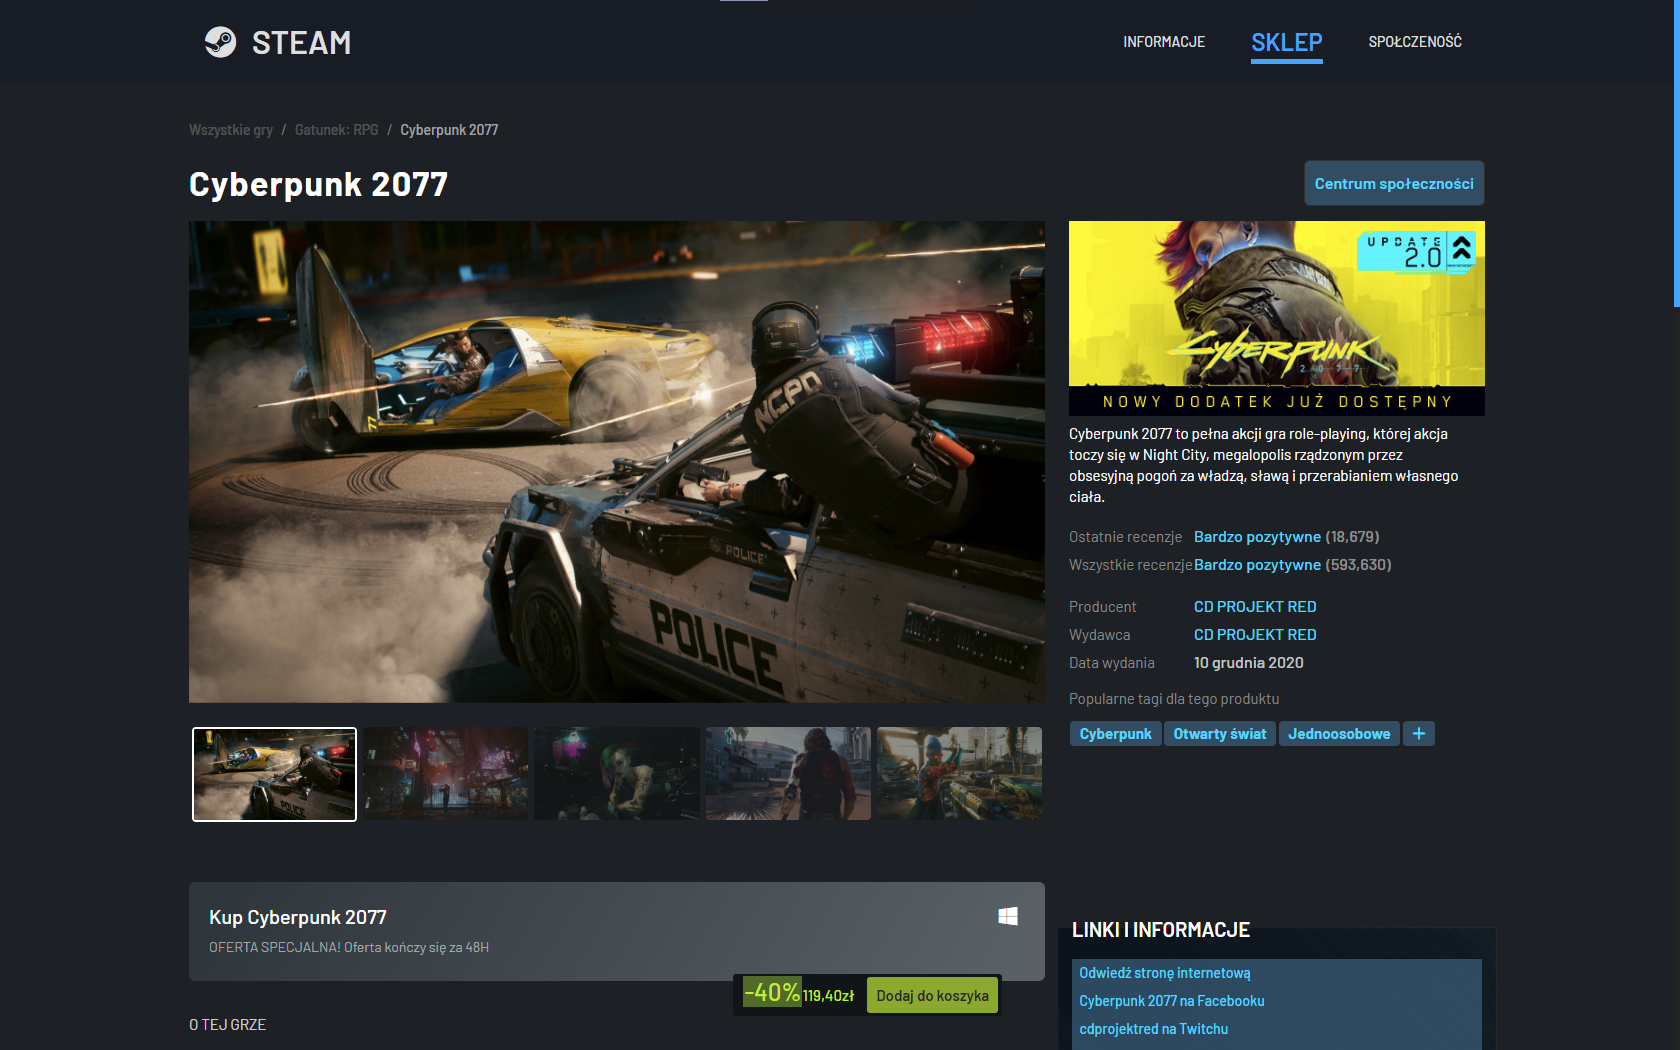 STEAM
INFORMACJE
SKLEP
SPOŁCZENOŚĆ
Wszystkie gry / Gatunek: RPG / Cyberpunk 2077
Cyberpunk 2077
Centrum społeczności
NCPD
POLICE
POLICE
77
UPDATE
2.0
Cyberpunk
2077
NOWY DODATEK JUŻ DOSTĘPNY
Cyberpunk 2077 to pełna akcji gra role-playing, której akcja
toczy się w Night City, megalopolis rządzonym przez
obsesyjną pogoń za władzą, sławą i przerabianiem własnego
ciała.
Ostatnie recenzje Bardzo pozytywne (18,679)
Wszystkie recenzje Bardzo pozytywne (593,630)
Producent CD PROJEKT RED
Wydawca CD PROJEKT RED
Data wydania 10 grudnia 2020
Popularne tagi dla tego produktu
Cyberpunk Otwarty świat Jednoosobowe +
POLICE
Kup Cyberpunk 2077
OFERTA SPECJALNA! Oferta kończy się za 48H
-40% 119,40zł Dodaj do koszyka
O TEJ GRZE
LINKI I INFORMACJE
Odwiedź stronę internetową
Cyberpunk 2077 na Facebooku
cdprojektred na Twitchu